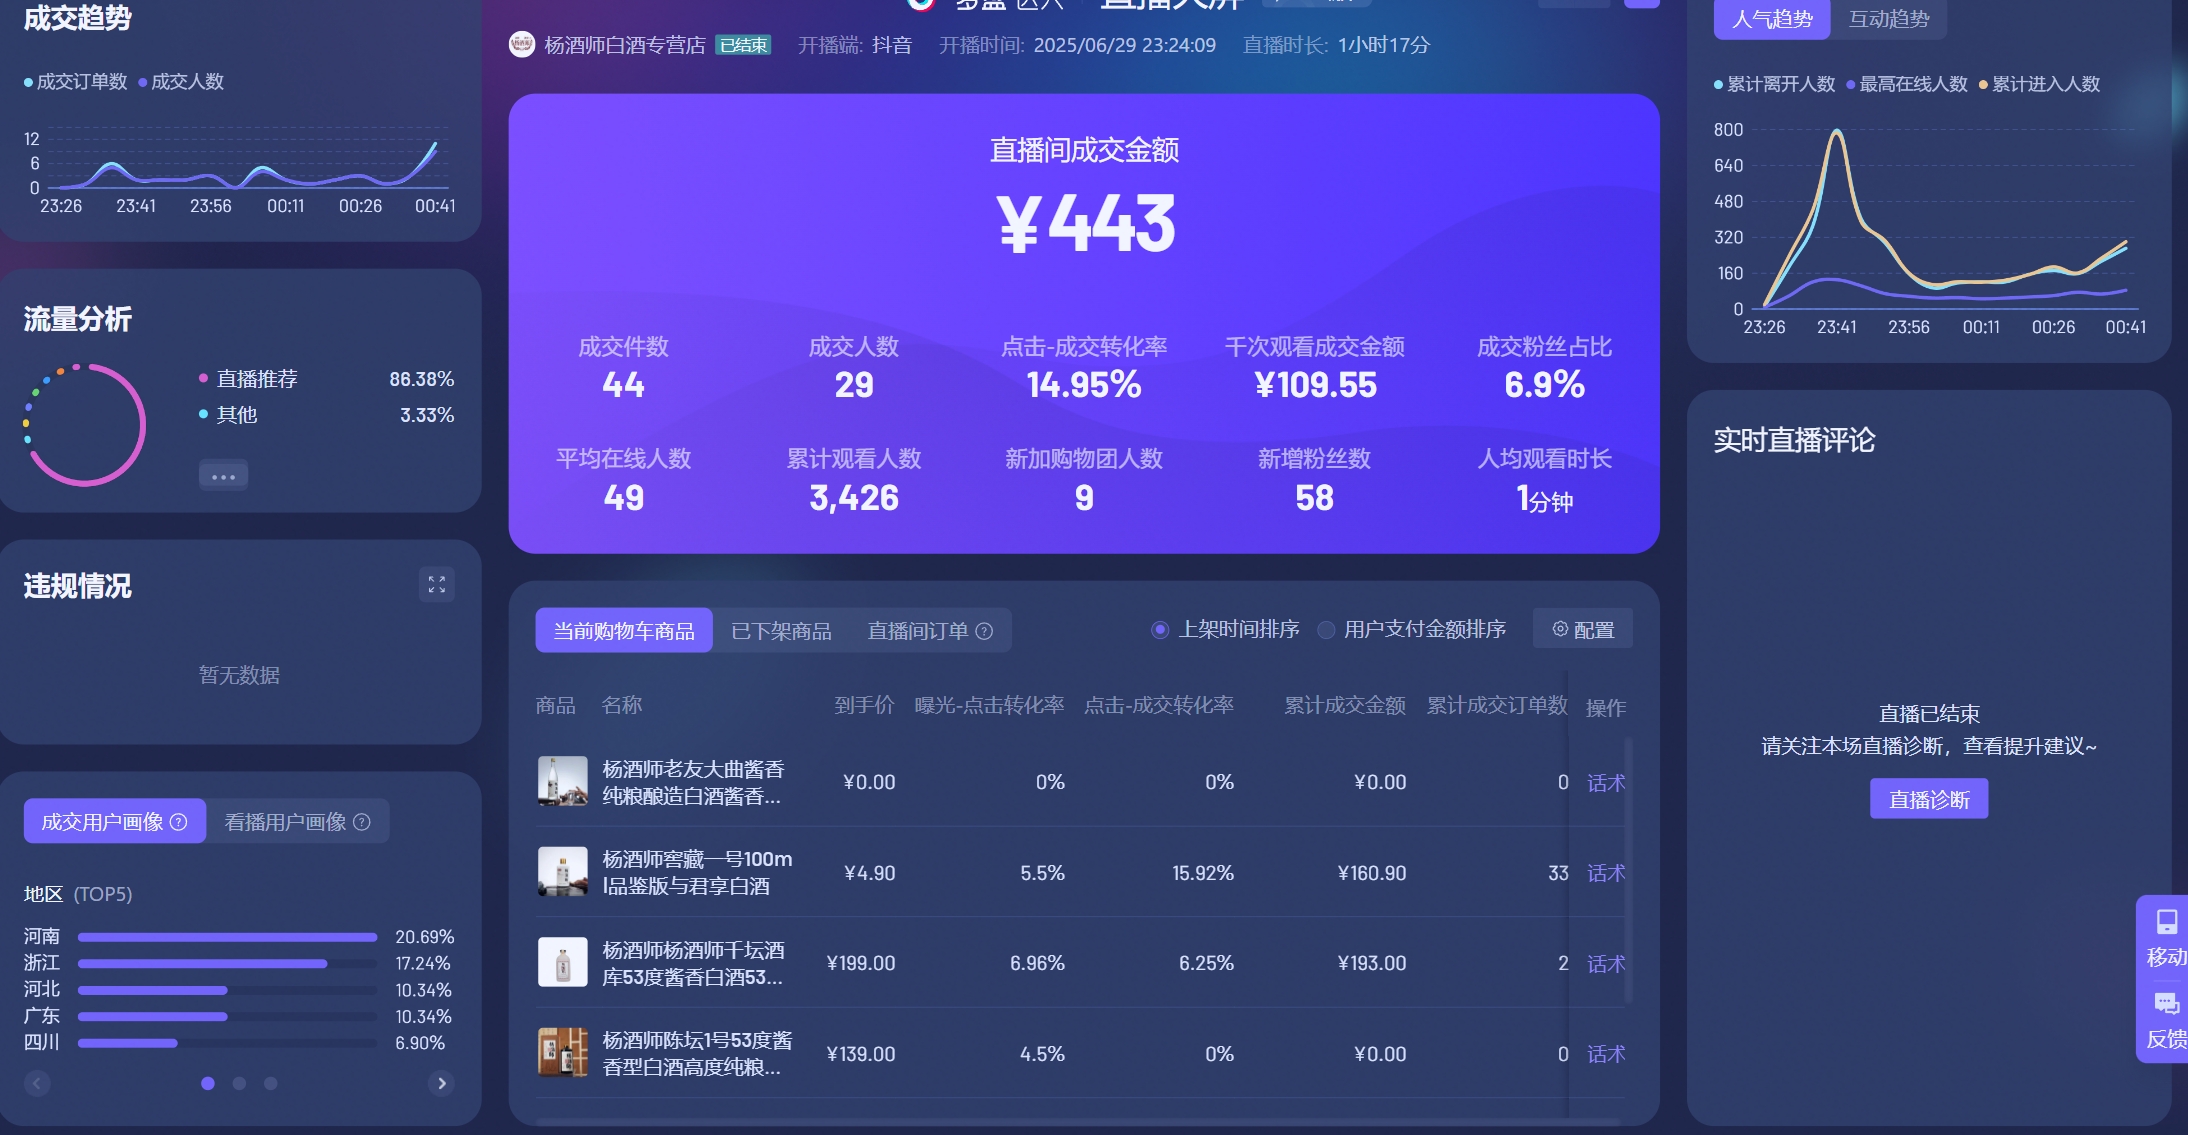 成交趋势
成交订单数 成交人数
12
6
0
23:26 23:41 23:56 00:11 00:26 00:41
流量分析
直播推荐 86.38%
其他 3.33%
...
违规情况
暂无数据
成交用户画像 看播用户画像
地区 (TOP5)
河南 20.69%
浙江 17.24%
河北 10.34%
广东 10.34%
四川 6.90%
杨酒师白酒专营店 已结束 开播端: 抖音 开播时间: 2025/06/29 23:24:09 直播时长: 1小时17分
直播间成交金额
¥443
成交件数 成交人数 点击-成交转化率 千次观看成交金额 成交粉丝占比
44 29 14.95% ¥109.55 6.9%
平均在线人数 累计观看人数 新加购物团人数 新增粉丝数 人均观看时长
49 3,426 9 58 1分钟
当前购物车商品 已下架商品 直播间订单 上架时间排序 用户支付金额排序 配置
商品 名称 到手价 曝光-点击转化率 点击-成交转化率 累计成交金额 累计成交订单数 操作
杨酒师老友大曲酱香
纯粮酿造白酒酱香... ¥0.00 0% 0% ¥0.00 0 话术
杨酒师窖藏一号100m
l品鉴版与君享白酒 ¥4.90 5.5% 15.92% ¥160.90 33 话术
杨酒师杨酒师千坛酒
库53度酱香白酒53... ¥199.00 6.96% 6.25% ¥193.00 2 话术
杨酒师陈坛1号53度酱
香型白酒高度纯粮... ¥139.00 4.5% 0% ¥0.00 0 话术
人气趋势 互动趋势
累计离开人数 最高在线人数 累计进入人数
800
640
480
320
160
0
23:26 23:41 23:56 00:11 00:26 00:41
实时直播评论
直播已结束
请关注本场直播诊断，查看提升建议~
直播诊断
移动
反馈